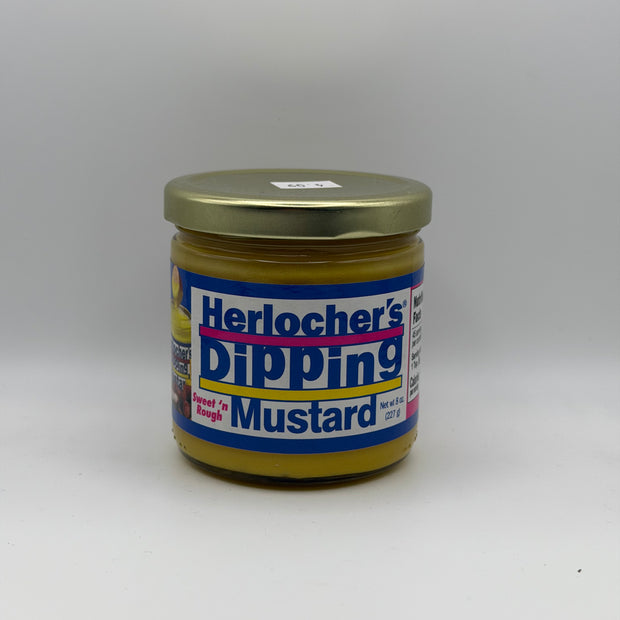 Herlocher's®
Dipping
Sweet 'n
Rough
Mustard
Net wt 8 oz.
(227 g)